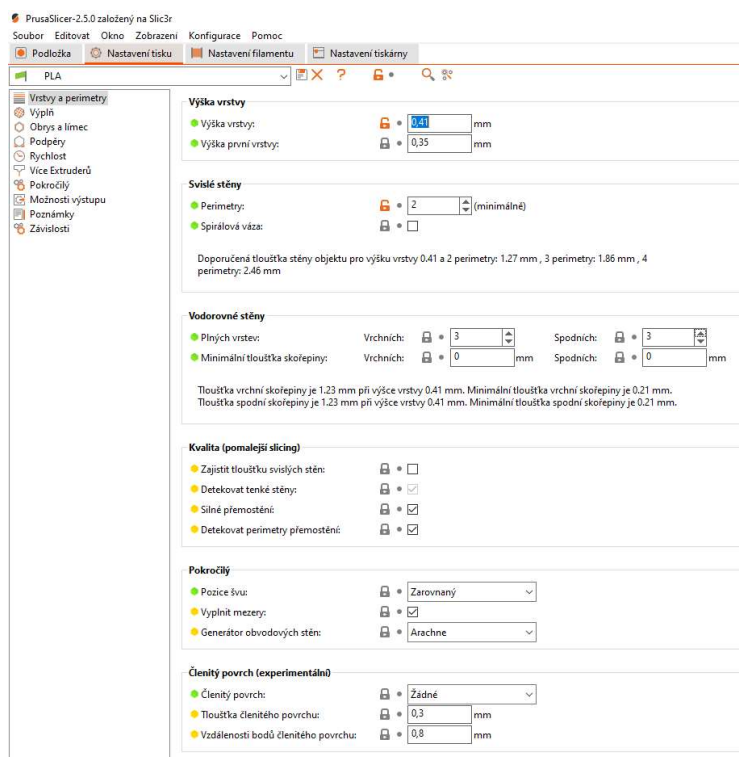 PrusaSlicer-2.5.0 založený na Slic3r
Soubor Editovat Okno Zobrazení Konfigurace Pomoc
Podložka Nastavení tisku Nastavení filamentu Nastavení tiskárny
PLA
Vrstvy a perimetry
Výplň
Obrys a límec
Podpěry
Rychlost
Více Extruderů
Pokročilý
Možnosti výstupu
Poznámky
Závislosti
Výška vrstvy
Výška vrstvy: 0,41 mm
Výška první vrstvy: 0,35 mm
Svislé stěny
Perimetry: 2 (minimálně)
Spirálová váza:
Doporučená tloušťka stěny objektu pro výšku vrstvy 0.41 a 2 perimetry: 1.27 mm , 3 perimetry: 1.86 mm , 4
perimetry: 2.46 mm
Vodorovné stěny
Plných vrstev: Vrchních: 3 Spodních: 3
Minimální tloušťka skořepiny: Vrchních: 0 mm Spodních: 0 mm
Tloušťka vrchní skořepiny je 1.23 mm při výšce vrstvy 0.41 mm. Minimální tloušťka vrchní skořepiny je 0.21 mm.
Tloušťka spodní skořepiny je 1.23 mm při výšce vrstvy 0.41 mm. Minimální tloušťka spodní skořepiny je 0.21 mm.
Kvalita (pomalejší slicing)
Zajistit tloušťku svislých stěn:
Detekovat tenké stěny:
Silné přemostění:
Detekovat perimetry přemostění:
Pokročilý
Pozice švu: Zarovnaný
Vyplnit mezery:
Generátor obvodových stěn: Arachne
Členitý povrch (experimentální)
Členitý povrch: Žádné
Tloušťka členitého povrchu: 0,3 mm
Vzdálenosti bodů členitého povrchu: 0,8 mm